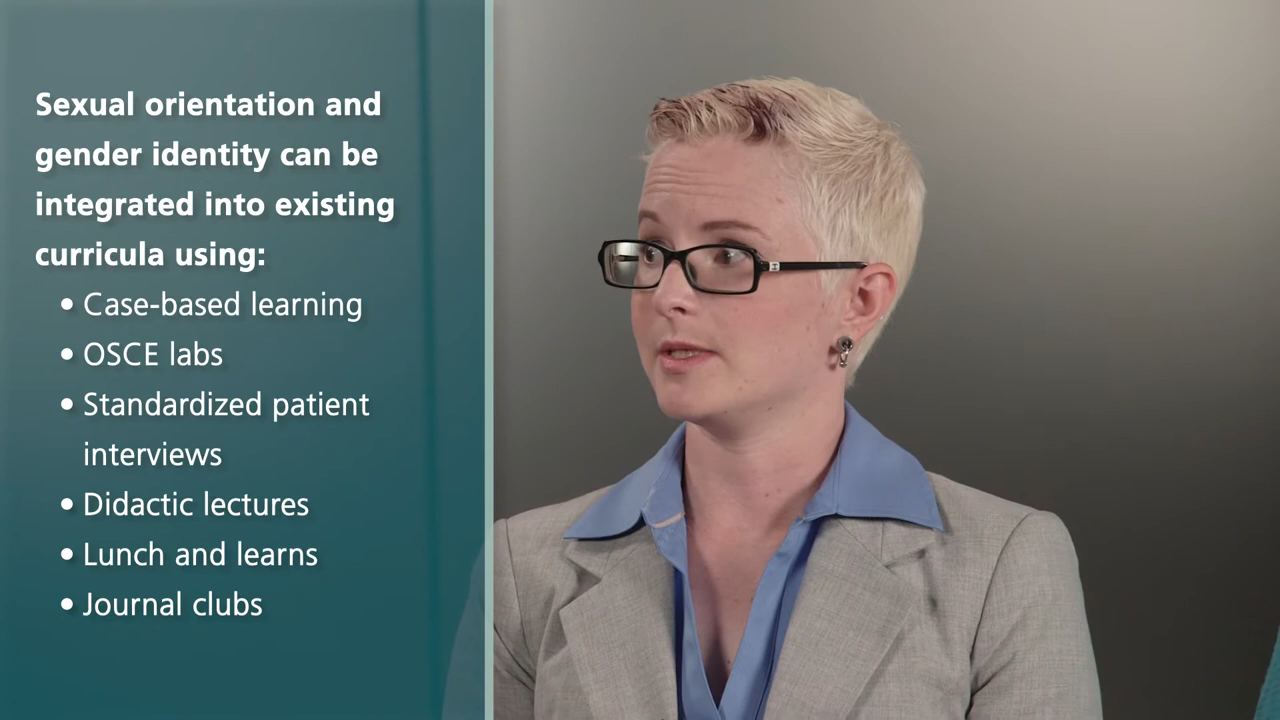 Sexual orientation and
gender identity can be
integrated into existing
curricula using:
• Case-based learning
• OSCE labs
• Standardized patient
interviews
• Didactic lectures
• Lunch and learns
• Journal clubs